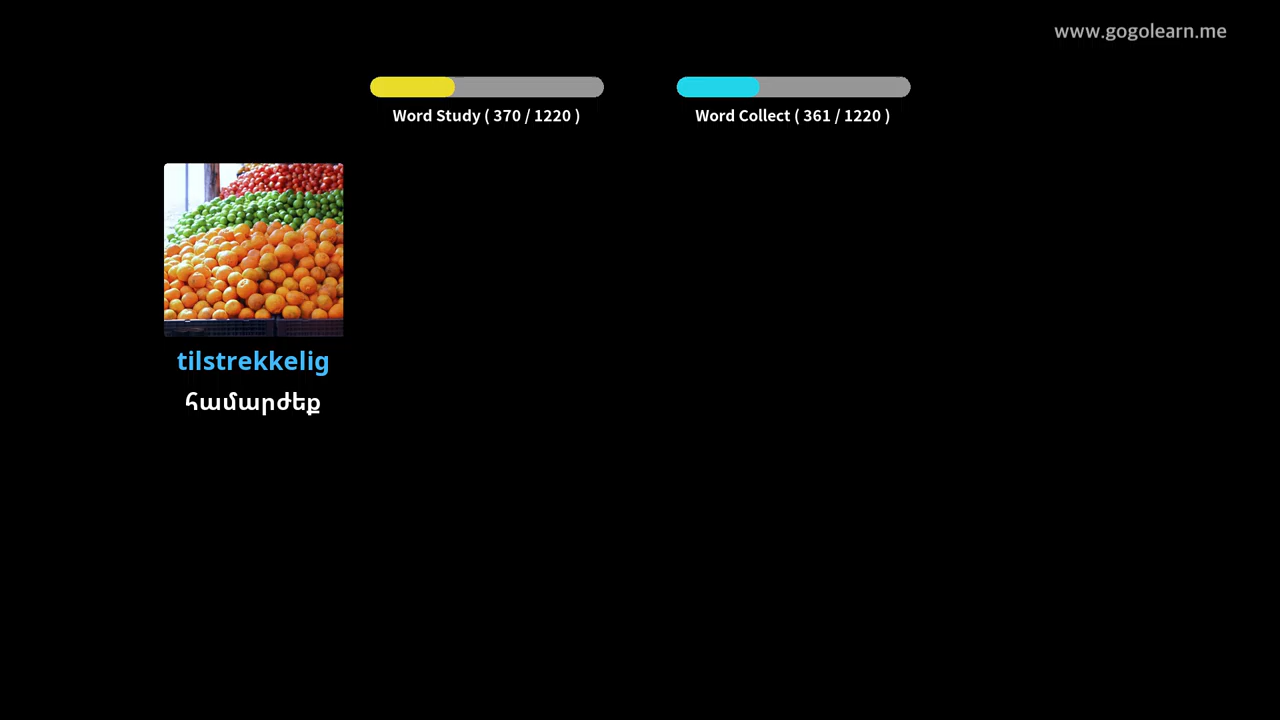 www.gogolearn.me
Word Study ( 370 / 1220 )
Word Collect ( 361 / 1220 )
tilstrekkelig
համարժեք